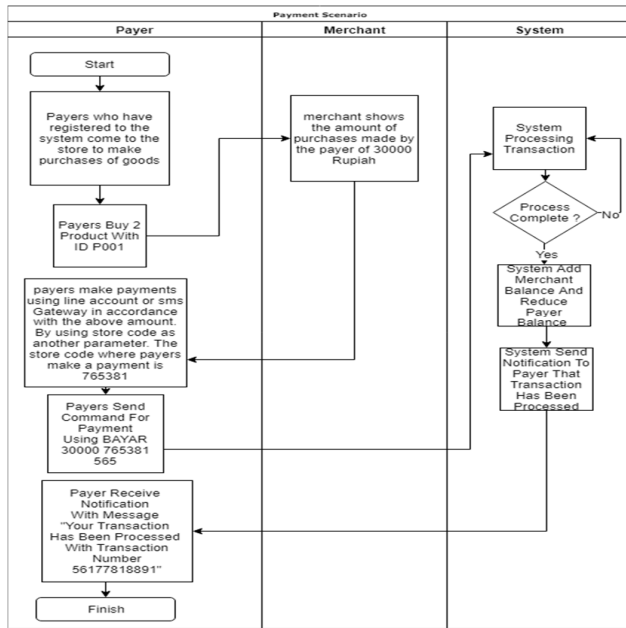 Payment Scenario
Payer
Merchant
System
Start
Payers who have
registered to the
system come to the
store to make
purchases of goods
Payers Buy 2
Product With
ID P001
merchant shows
the amount of
purchases made by
the payer of 30000
Rupiah
payers make payments
using line account or sms
Gateway in accordance
with the above amount.
By using store code as
another parameter. The
store code where payers
make a payment is
765381
Payers Send
Command For
Payment
Using BAYAR
30000 765381
565
System
Processing
Transaction
Process
Complete ?
No
Yes
System Add
Merchant
Balance And
Reduce
Payer
Balance
System Send
Notification To
Payer That
Transaction
Has Been
Processed
Payer Receive
Notification
With Message
"Your Transaction
Has Been Processed
With Transaction
Number
56177818891"
Finish